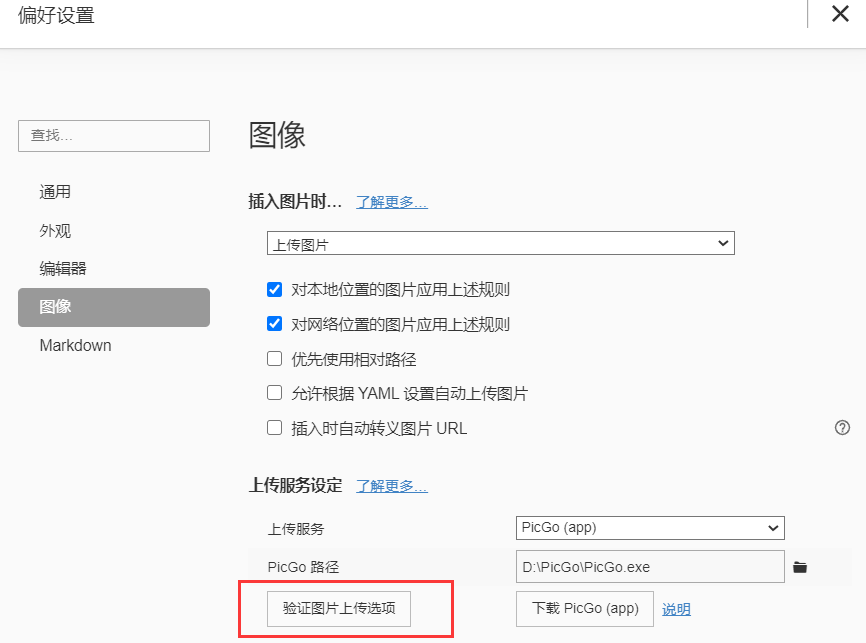 偏好设置
查找...
通用
外观
编辑器
图像
Markdown
图像
插入图片时... 了解更多...
上传图片
对本地位置的图片应用上述规则
对网络位置的图片应用上述规则
优先使用相对路径
允许根据 YAML 设置自动上传图片
插入时自动转义图片 URL
上传服务设定 了解更多...
上传服务 PicGo (app)
PicGo 路径 D:\PicGo\PicGo.exe
验证图片上传选项 下载 PicGo (app) 说明